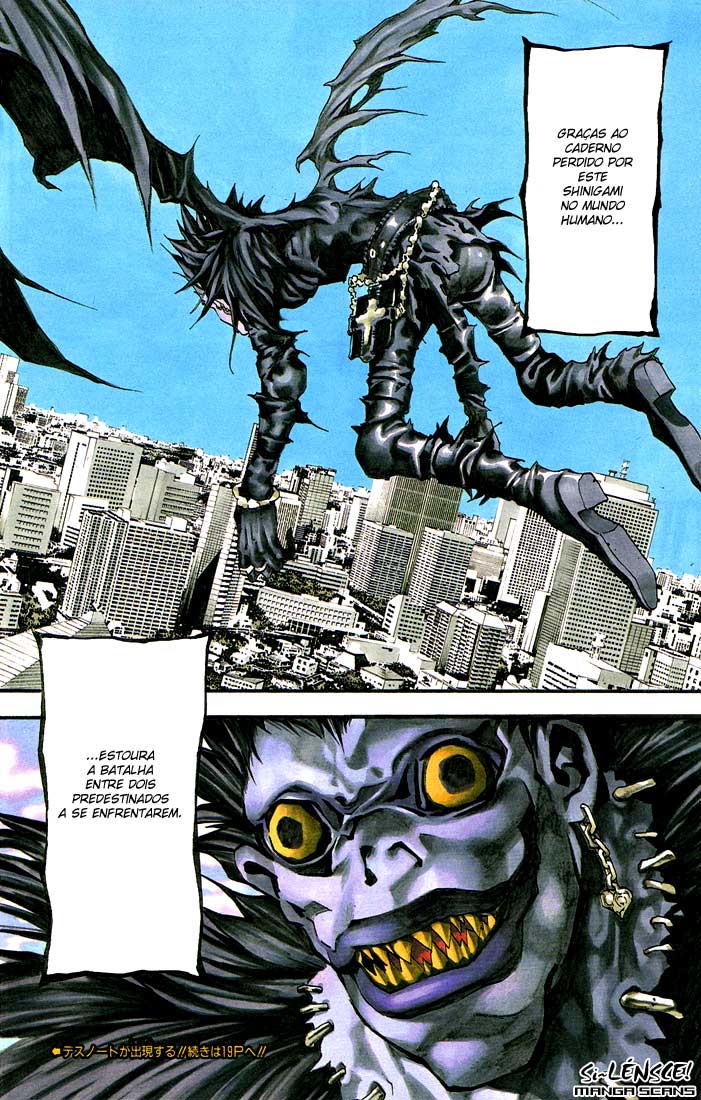 GRAÇAS AO
CADERNO
PERDIDO POR
ESTE
SHINIGAMI
NO MUNDO
HUMANO...
...ESTOURA
A BATALHA
ENTRE DOIS
PREDESTINADOS
A SE ENFRENTAREM.
デスノートが出現する!!続きは19Pへ!!
Si~LÉNSCE!
MANGA SCANS